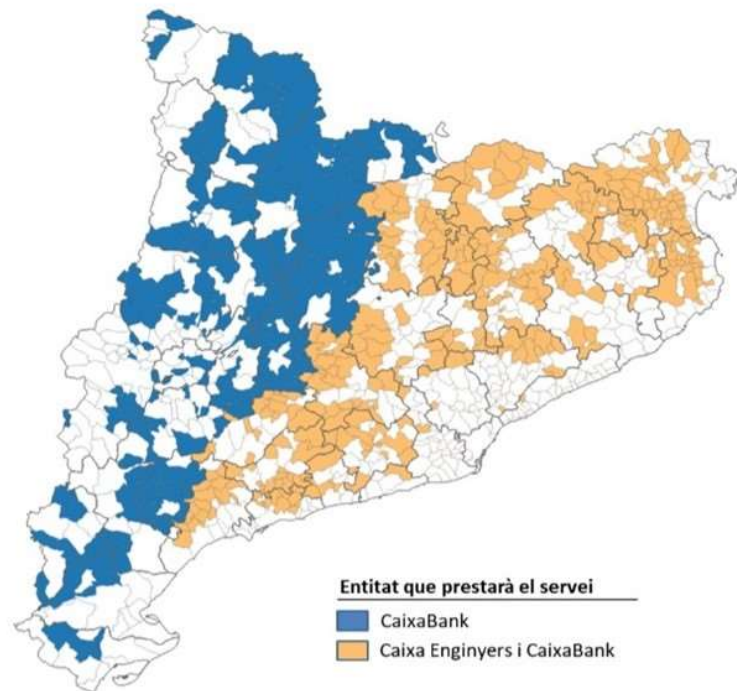 Entitat que prestarà el servei
CaixaBank
Caixa Enginyers i CaixaBank